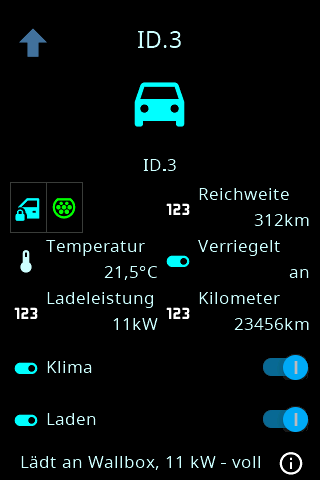 ID.3
ID.3
123 Reichweite
312km
Temperatur
21,5°C
Verriegelt
an
123 Ladeleistung
11kW
123 Kilometer
23456km
Klima
Laden
Lädt an Wallbox, 11 kW - voll